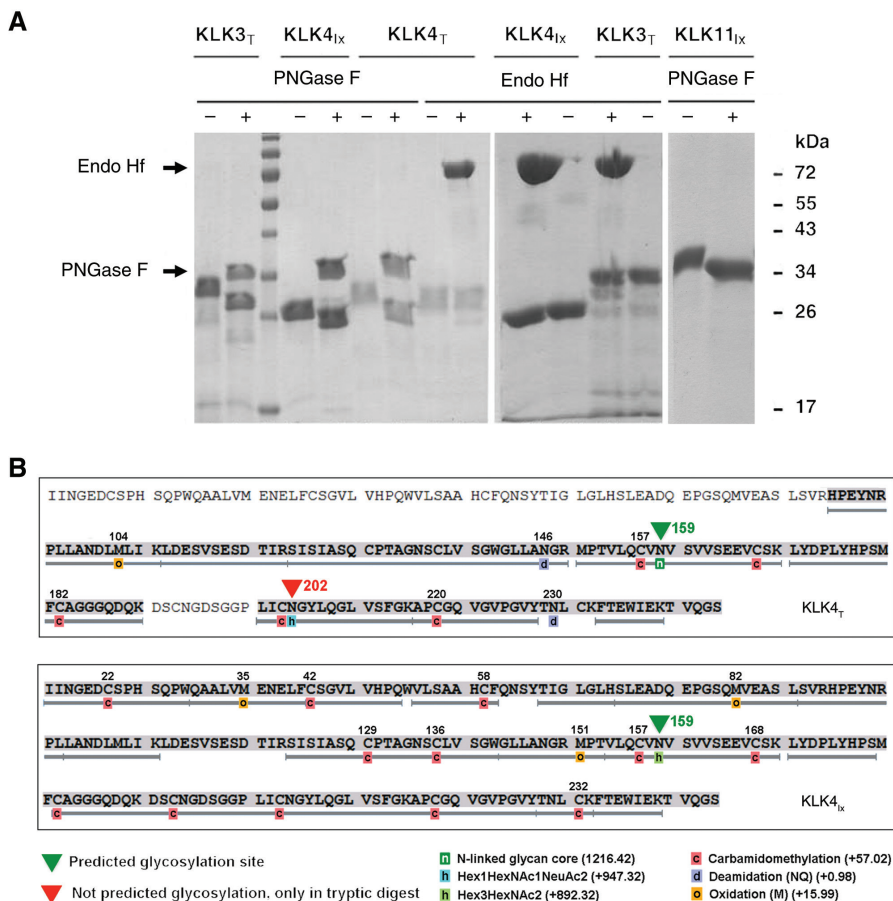 A
KLK3T KLK4Ix KLK4T KLK4Ix KLK3T KLK11Ix
PNGase F Endo Hf PNGase F
– + – + – + – + + – + – – +
kDa
Endo Hf
72
55
43
PNGase F
34
26
17
B
IINGEDCSPH SQPWQAALVM ENELFCSGVL VHPQWVLSAA HCFQNSYTIG LGLHSLEADQ EPGSQMVEAS LSVRHPEYNR
104 146 157 159
PLLANDLMLI KLDESVSESD TIRSISIASQ CPTAGNSCLV SGWGLLANGR MPTVLQCVNV SVVSEEVCSK LYDPLYHPSM
o d c n c
182 202 220 230
FCAGGGQDQK DSCNGDSGGP LICNGYLQGL VSFGKAPCGQ VGVPGVYTNL CKFTEWIEKT VQGS KLK4T
c c h c d
22 35 42 58 82
IINGEDCSPH SQPWQAALVM ENELFCSGVL VHPQWVLSAA HCFQNSYTIG LGLHSLEADQ EPGSQMVEAS LSVRHPEYNR
c o c c o
129 136 151 157 159 168
PLLANDLMLI KLDESVSESD TIRSISIASQ CPTAGNSCLV SGWGLLANGR MPTVLQCVNV SVVSEEVCSK LYDPLYHPSM
c c o c h c
232
FCAGGGQDQK DSCNGDSGGP LICNGYLQGL VSFGKAPCGQ VGVPGVYTNL CKFTEWIEKT VQGS KLK4Ix
c c c c c
Predicted glycosylation site
Not predicted glycosylation, only in tryptic digest
n N-linked glycan core (1216.42)
h Hex1HexNAc1NeuAc2 (+947.32)
h Hex3HexNAc2 (+892.32)
c Carbamidomethylation (+57.02)
d Deamidation (NQ) (+0.98)
o Oxidation (M) (+15.99)